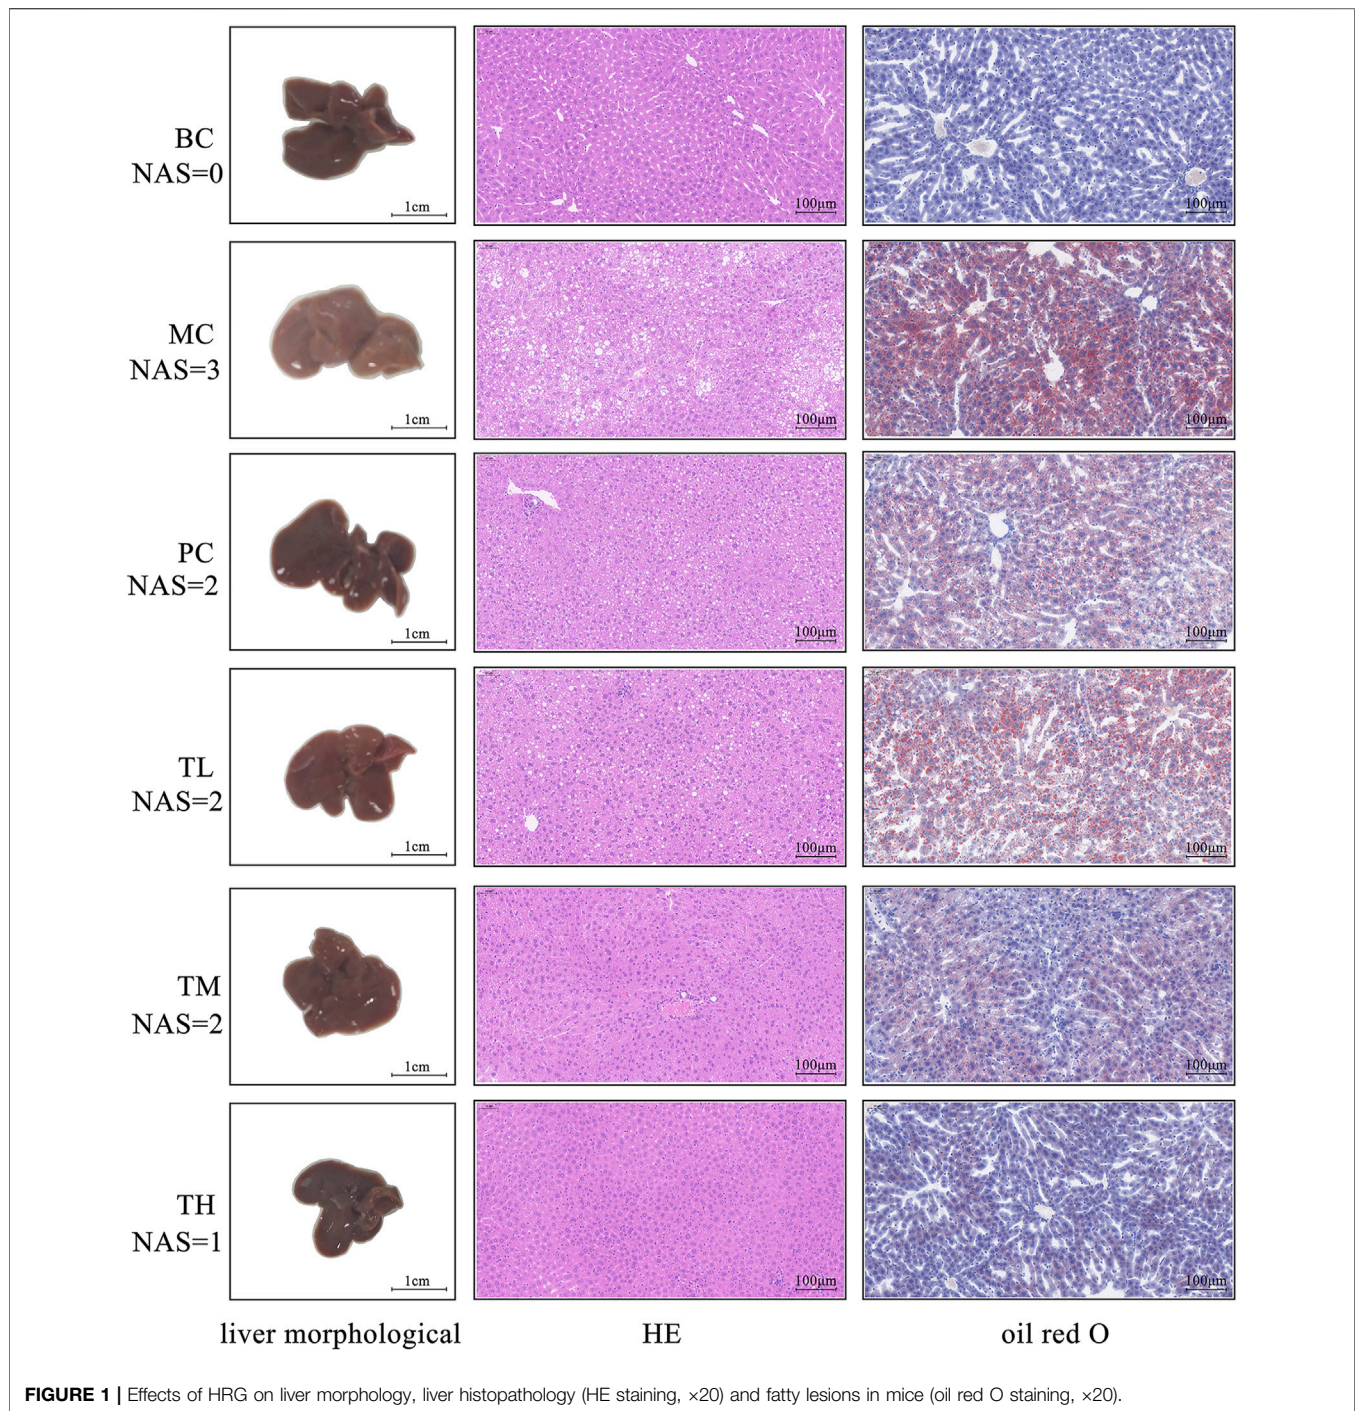 BC
NAS=0
1cm
100μm
100μm
MC
NAS=3
1cm
100μm
100μm
PC
NAS=2
1cm
100μm
100μm
TL
NAS=2
1cm
100μm
100μm
TM
NAS=2
1cm
100μm
100μm
TH
NAS=1
1cm
100μm
100μm
liver morphological
HE
oil red O
FIGURE 1 | Effects of HRG on liver morphology, liver histopathology (HE staining, ×20) and fatty lesions in mice (oil red O staining, ×20).